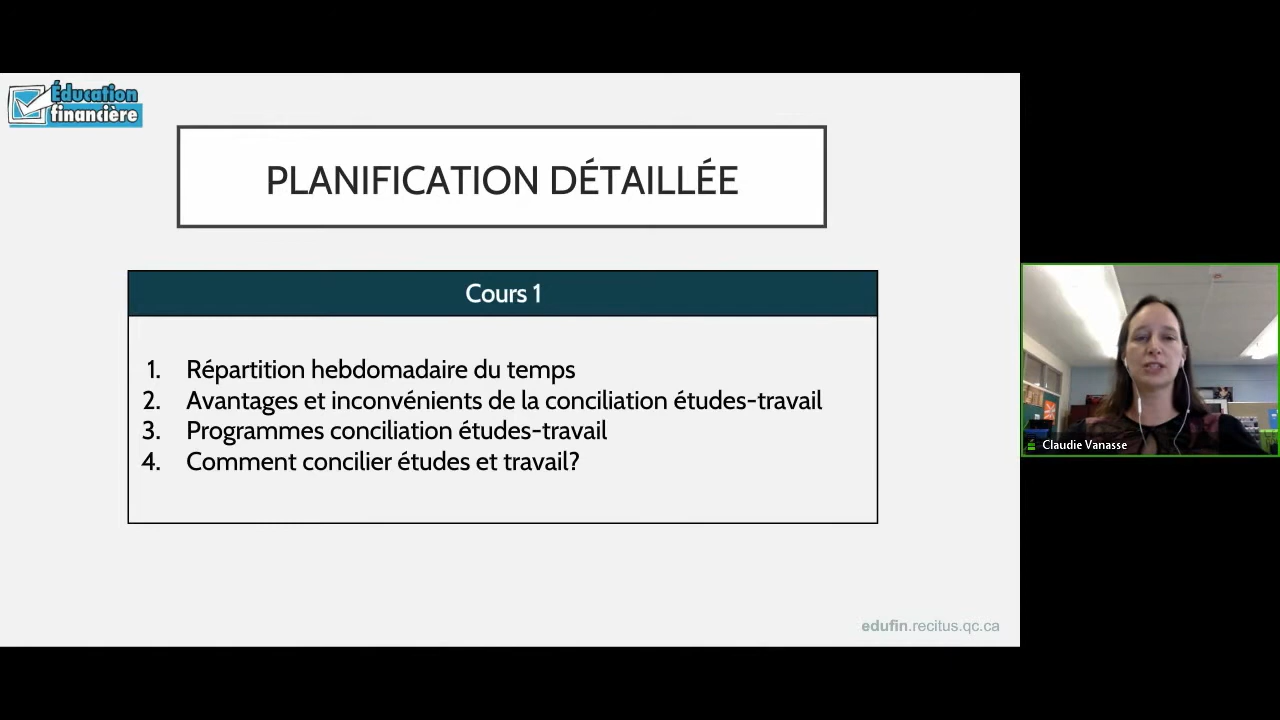 Éducation
financière
PLANIFICATION DÉTAILLÉE
Cours 1
1. Répartition hebdomadaire du temps
2. Avantages et inconvénients de la conciliation études-travail
3. Programmes conciliation études-travail
4. Comment concilier études et travail?
Claudie Vanasse
edufin.recitus.qc.ca